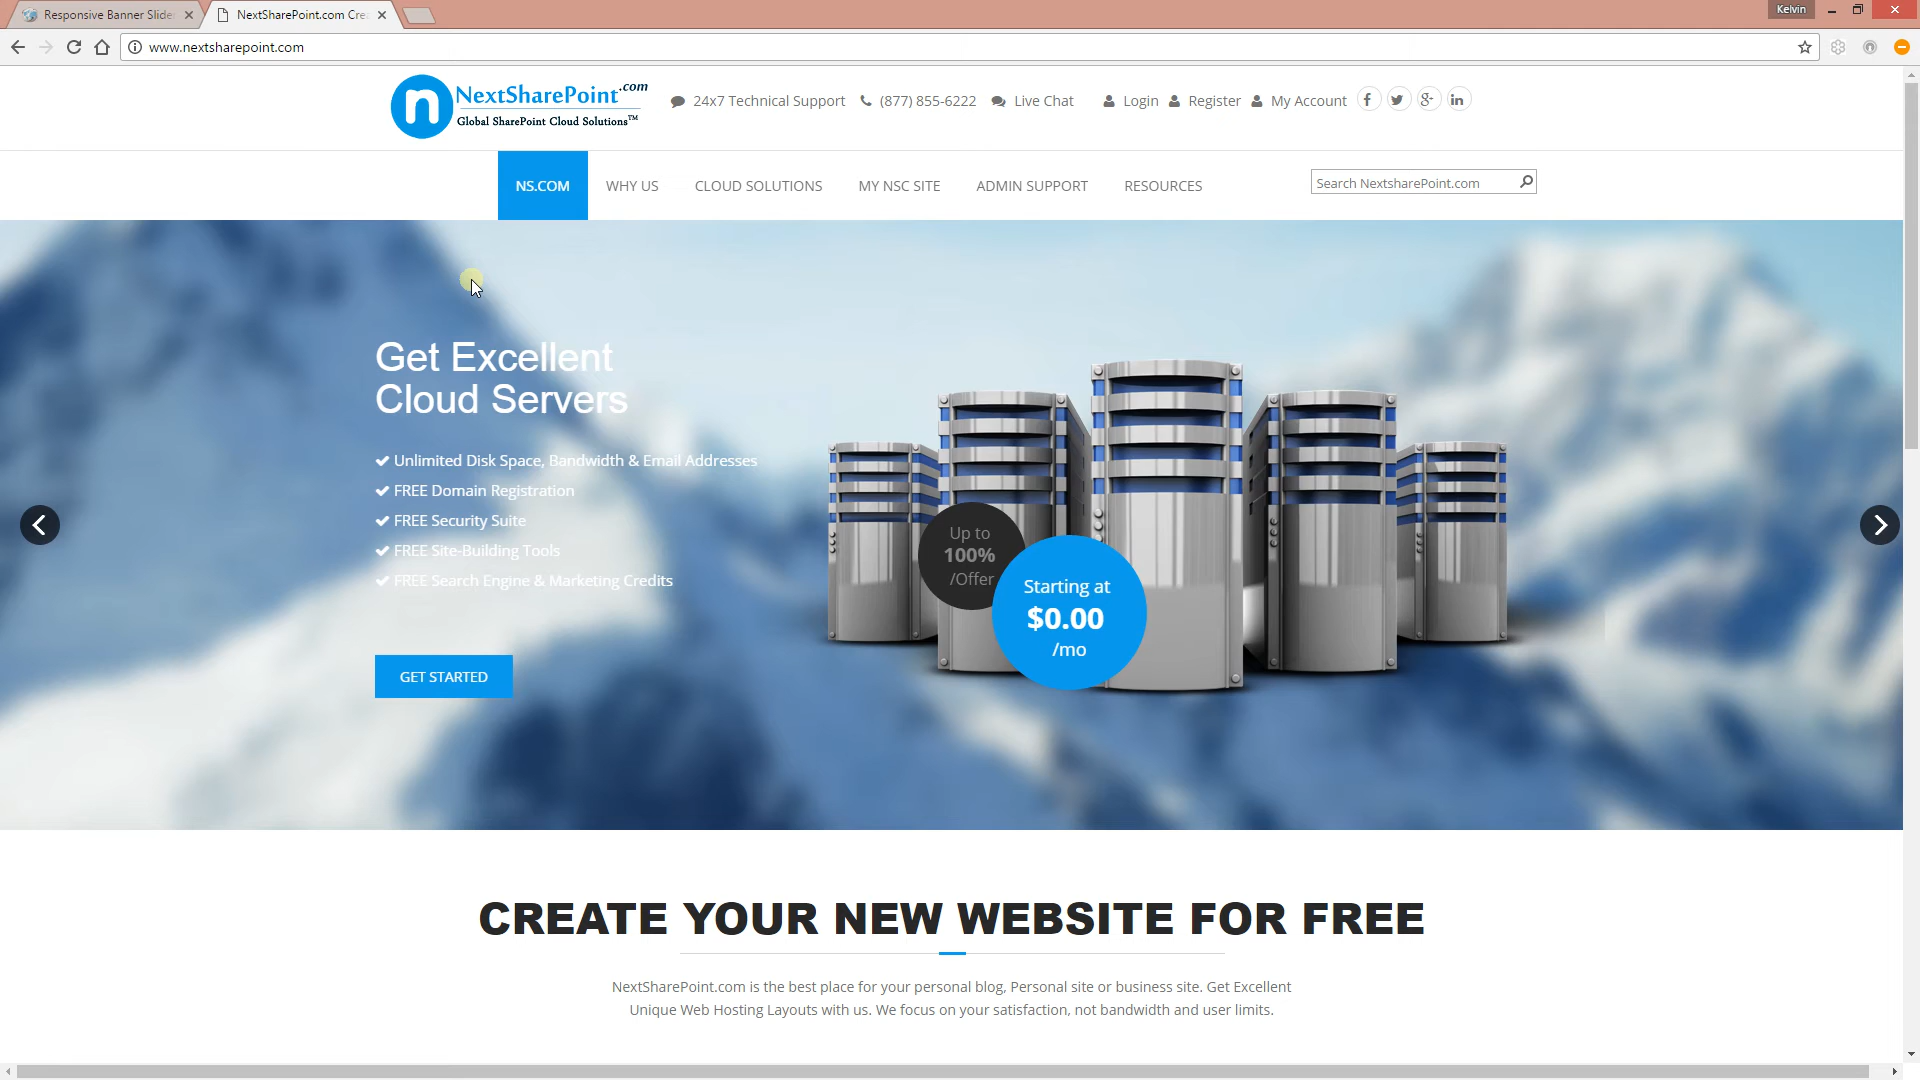 Responsive Banner Slide
NextSharePoint.com Cre
Kelvin
www.nextsharepoint.com
n NextSharePoint.com
Global SharePoint Cloud Solutions™
24x7 Technical Support
(877) 855-6222
Live Chat
Login
Register
My Account
NS.COM
WHY US
CLOUD SOLUTIONS
MY NSC SITE
ADMIN SUPPORT
RESOURCES
Search NextsharePoint.com
Get Excellent
Cloud Servers
Unlimited Disk Space, Bandwidth & Email Addresses
FREE Domain Registration
FREE Security Suite
FREE Site-Building Tools
FREE Search Engine & Marketing Credits
GET STARTED
Up to
100%
/Offer
Starting at
$0.00
/mo
CREATE YOUR NEW WEBSITE FOR FREE
NextSharePoint.com is the best place for your personal blog, Personal site or business site. Get Excellent
Unique Web Hosting Layouts with us. We focus on your satisfaction, not bandwidth and user limits.